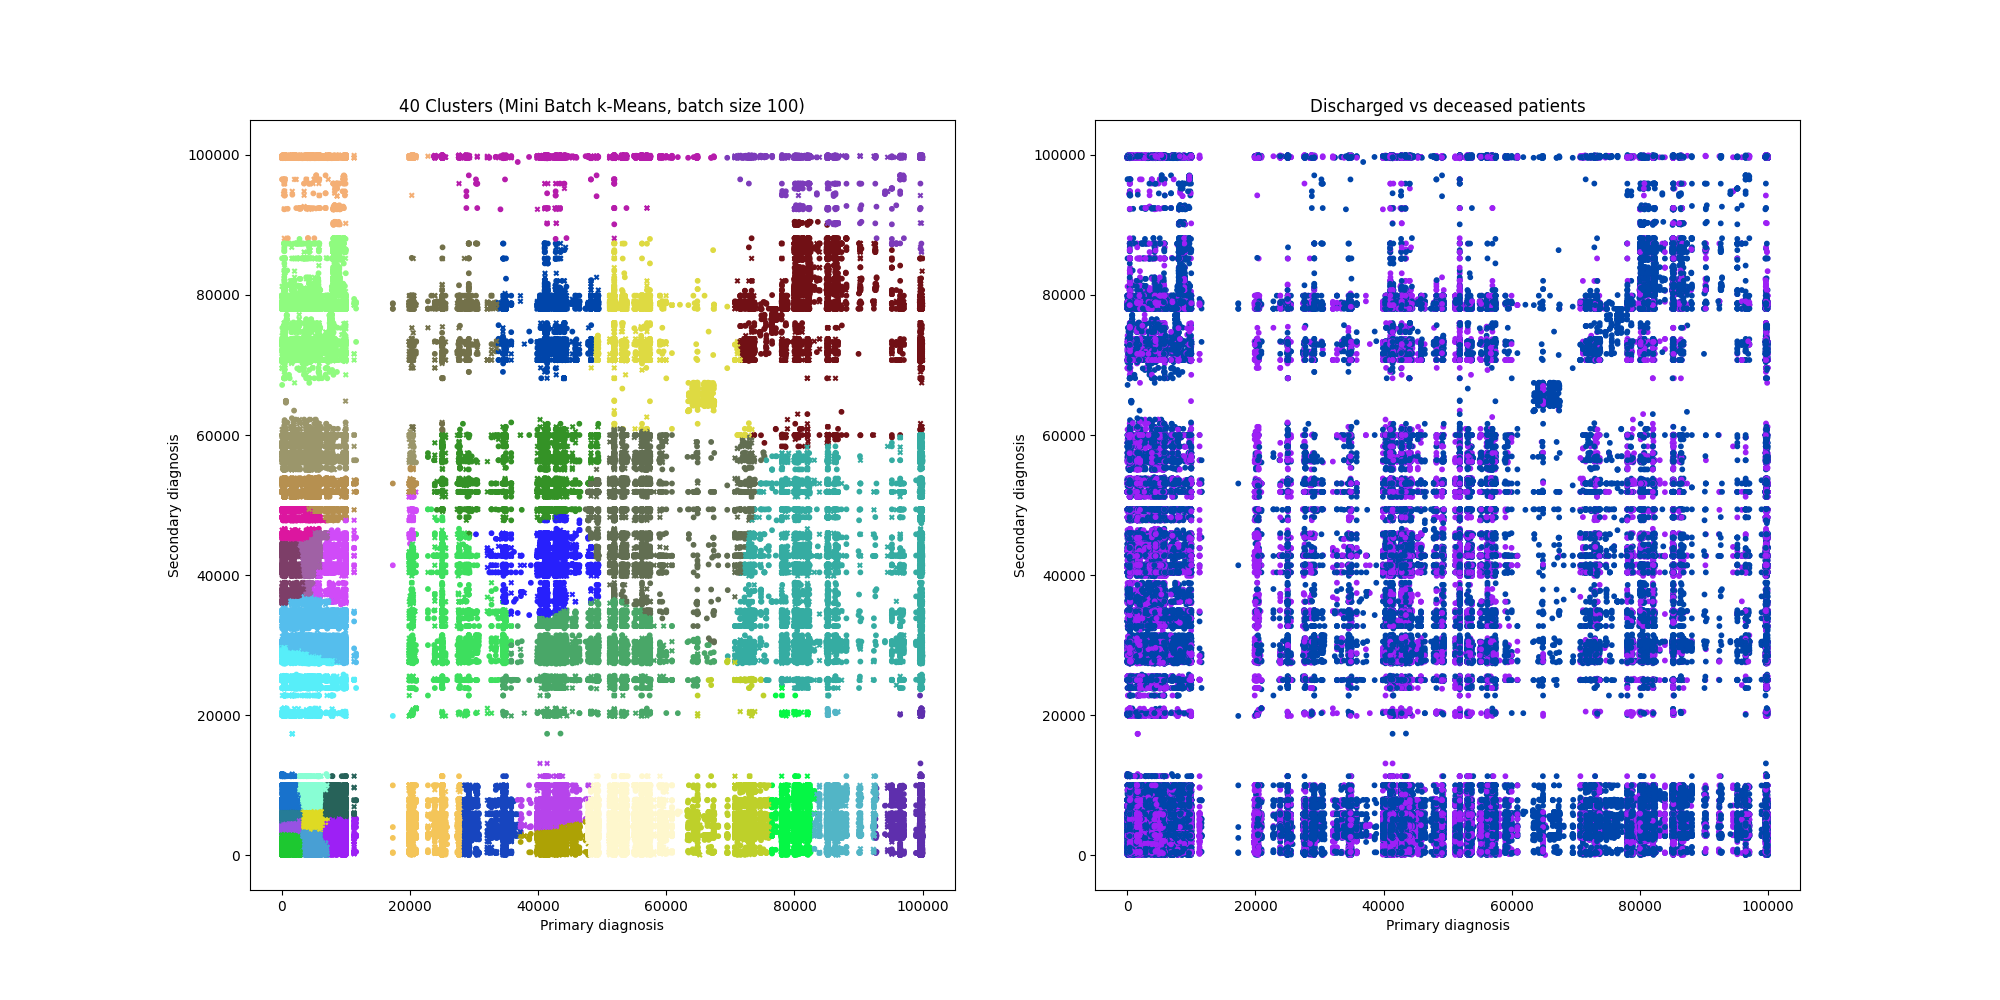 40 Clusters (Mini Batch k-Means, batch size 100)
Secondary diagnosis
100000
80000
60000
40000
20000
0
0 20000 40000 60000 80000 100000
Primary diagnosis
Discharged vs deceased patients
Secondary diagnosis
100000
80000
60000
40000
20000
0
0 20000 40000 60000 80000 100000
Primary diagnosis